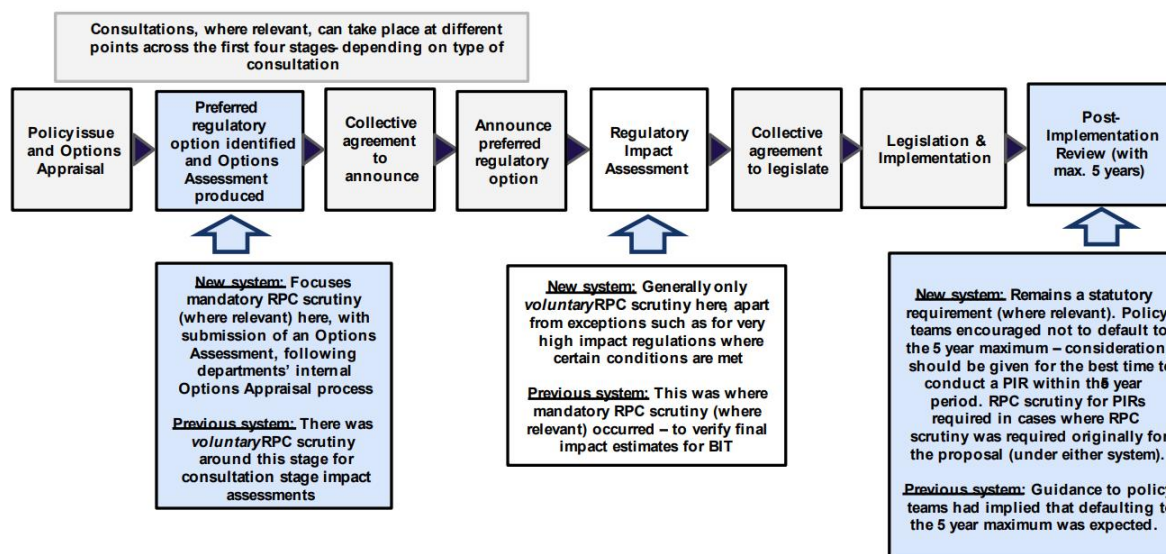 Consultations, where relevant, can take place at different
points across the first four stages- depending on type of
consultation
Policy issue
and Options
Appraisal
Preferred
regulatory
option identified
and Options
Assessment
produced
Collective
agreement
to
announce
Announce
preferred
regulatory
option
Regulatory
Impact
Assessment
Collective
agreement
to legislate
Legislation &
Implementation
Post-
Implementation
Review (with
max. 5 years)
New system: Focuses
mandatory RPC scrutiny
(where relevant) here, with
submission of an Options
Assessment, following
departments’ internal
Options Appraisal process
Previous system: There was
voluntary RPC scrutiny
around this stage for
consultation stage impact
assessments
New system: Generally only
voluntary RPC scrutiny here, apart
from exceptions such as for very
high impact regulations where
certain conditions are met
Previous system: This was where
mandatory RPC scrutiny (where
relevant) occurred – to verify final
impact estimates for BIT
New system: Remains a statutory
requirement (where relevant). Policy
teams encouraged not to default to
the 5 year maximum – consideration
should be given for the best time to
conduct a PIR within the 5 year
period. RPC scrutiny for PIRs
required in cases where RPC
scrutiny was required originally for
the proposal (under either system).
Previous system: Guidance to policy
teams had implied that defaulting to
the 5 year maximum was expected.